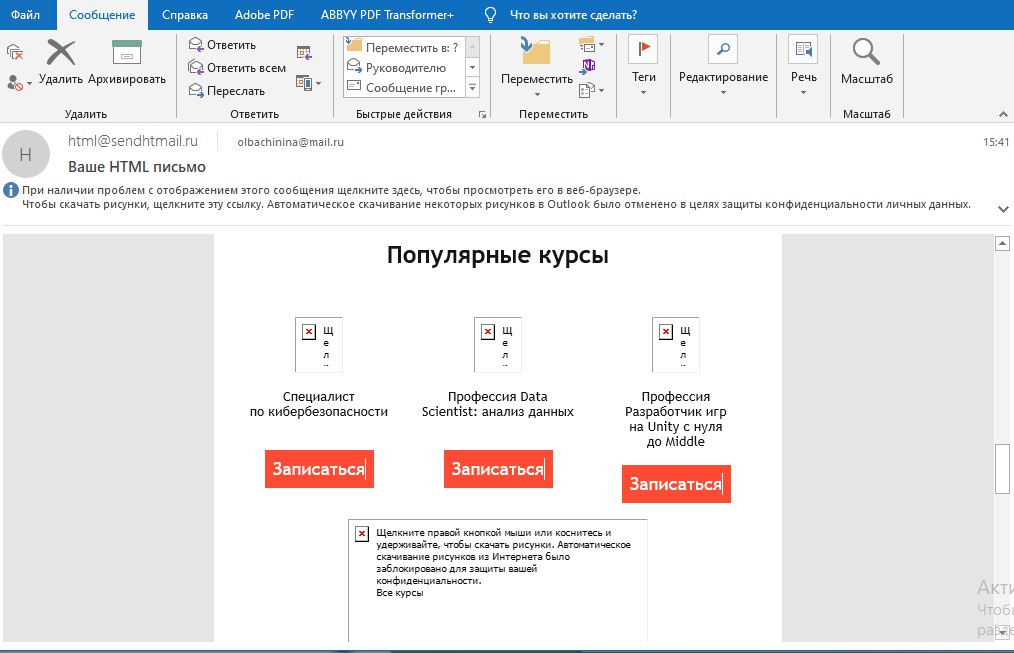 Файл Сообщение Справка Adobe PDF ABBYY PDF Transformer+ Что вы хотите сделать?
Удалить Архивировать
Удалить
Ответить
Ответить всем
Переслать
Ответить
Переместить в: ?
Руководителю
Сообщение гр...
Быстрые действия
Переместить
Переместить
Теги
Редактирование
Речь
Масштаб
Масштаб
H
html@sendhtmail.ru olbachinina@mail.ru 15:41
Ваше HTML письмо
При наличии проблем с отображением этого сообщения щелкните здесь, чтобы просмотреть его в веб-браузере.
Чтобы скачать рисунки, щелкните эту ссылку. Автоматическое скачивание некоторых рисунков в Outlook было отменено в целях защиты конфиденциальности личных данных.
Популярные курсы
Щ
е
л
Щ
е
л
Щ
е
л
Специалист
по кибербезопасности
Записаться
Профессия Data
Scientist: анализ данных
Записаться
Профессия
Разработчик игр
на Unity с нуля
до Middle
Записаться
Щелкните правой кнопкой мыши или коснитесь и
удерживайте, чтобы скачать рисунки. Автоматическое
скачивание рисунков из Интернета было
заблокировано для защиты вашей
конфиденциальности.
Все курсы